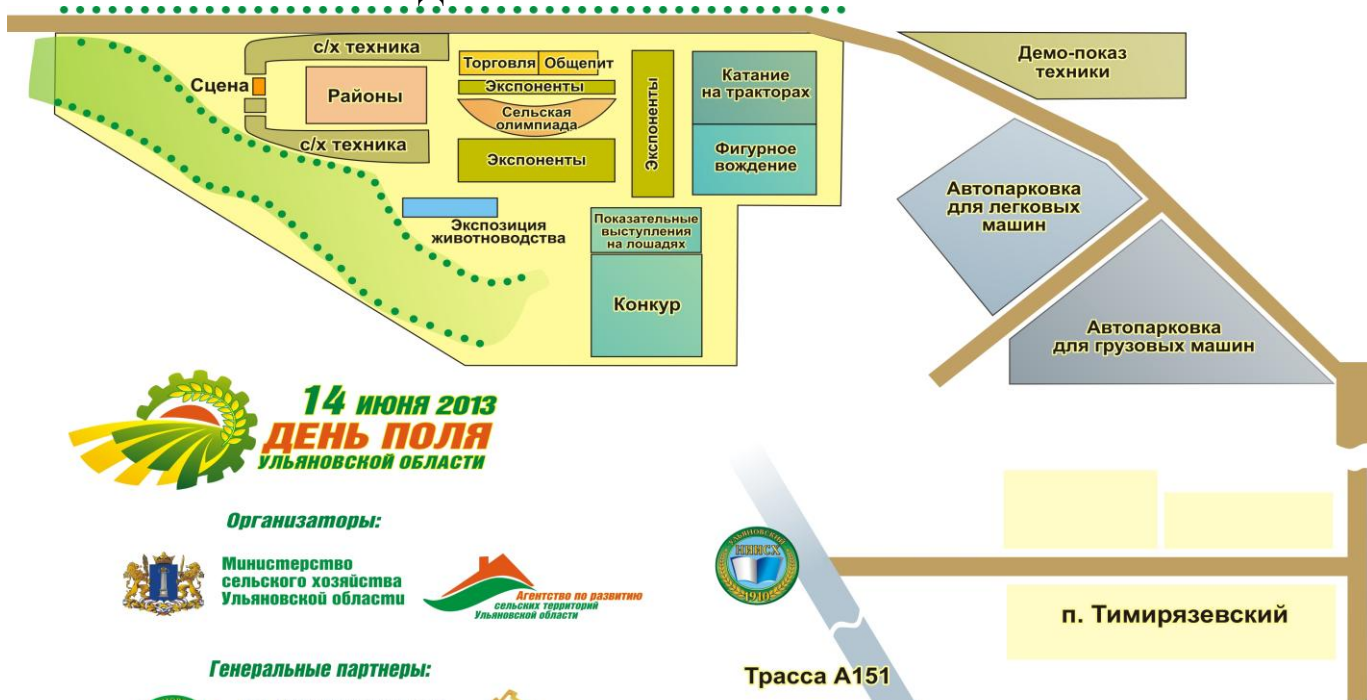 с/х техника
Сцена
Районы
с/х техника
Торговля Общепит
Экспоненты
Сельская
олимпиада
Экспоненты
Экспоненты
Катание
на тракторах
Фигурное
вождение
Экспозиция
животноводства
Показательные
выступления
на лошадях
Конкур
Демо-показ
техники
Автопарковка
для легковых
машин
Автопарковка
для грузовых машин
14 ИЮНЯ 2013
ДЕНЬ ПОЛЯ
УЛЬЯНОВСКОЙ ОБЛАСТИ
Организаторы:
Министерство
сельского хозяйства
Ульяновской области
Агентство по развитию
сельских территорий
Ульяновской области
Генеральные партнеры:
УЛЬЯНОВСКИЙ
НИИСХ
1910
п. Тимирязевский
Трасса А151